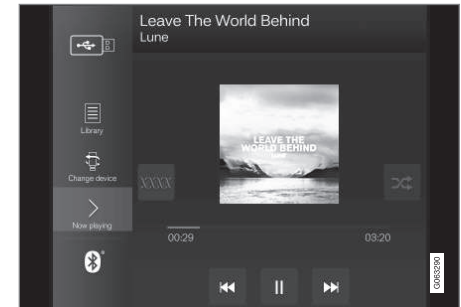 Leave The World Behind
Lune
Library
Change device
Now playing
LEAVE THE
WORLD BEHIND
LUNE
XXXX
00:29
03:20
G063290